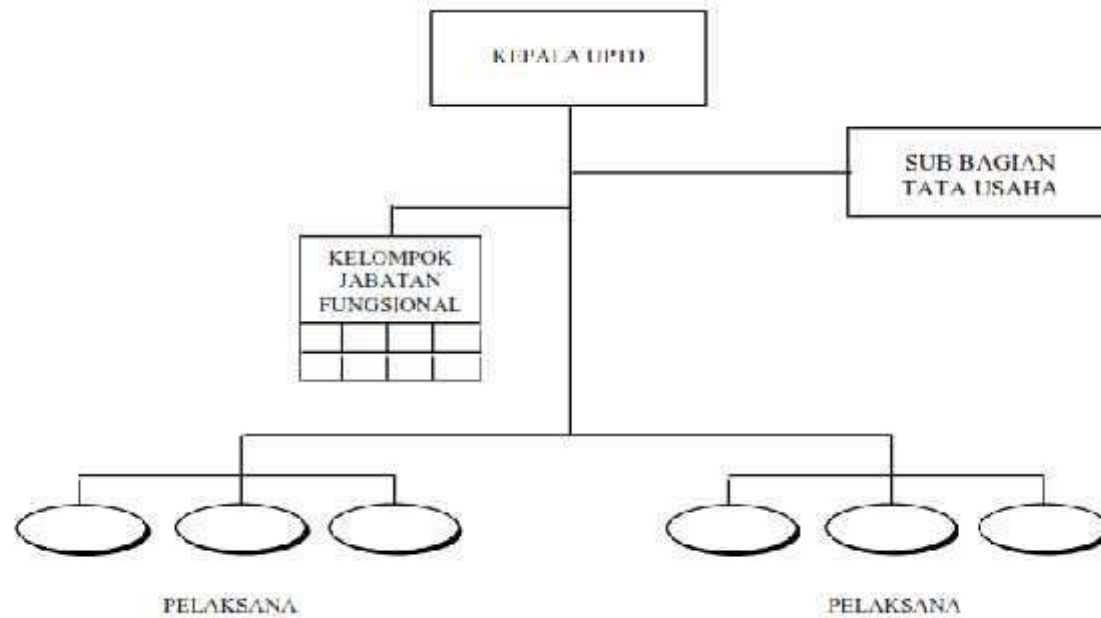 KEPALA UPTD
SUB BAGIAN
TATA USAHA
KELOMPOK
JABATAN
FUNGSIONAL
PELAKSANA
PELAKSANA